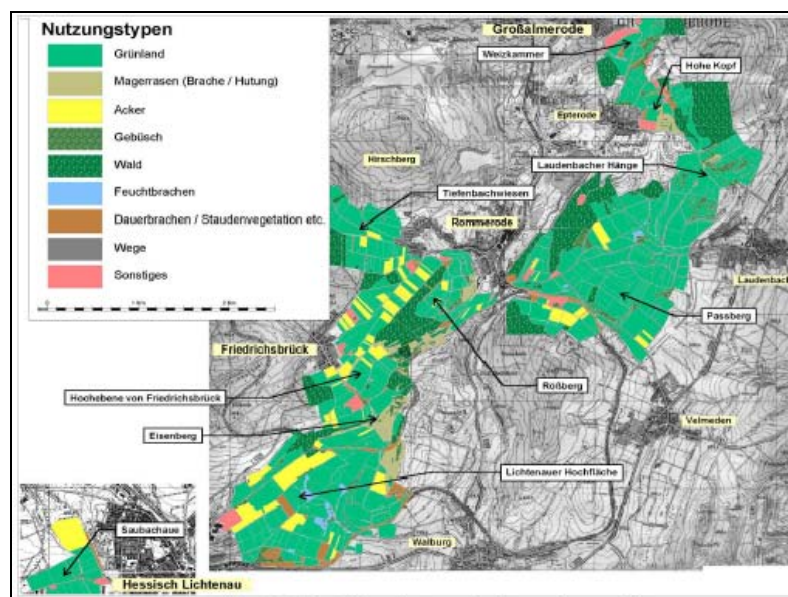 Nutzungstypen
Grünland
Magerrasen (Brache / Hutung)
Acker
Gebüsch
Wald
Feuchtbrachen
Dauerbrachen / Staudenvegetation etc.
Wege
Sonstiges
Großalmerode
Weizkammer
Hohe Kopf
Epterode
Hirschberg
Laudenbacher Hänge
Tiefenbachwiesen
Rommerode
Laudenbach
Passberg
Friedrichsbrück
Roßberg
Hochebene von Friedrichsbrück
Velmeden
Eisenberg
Lichtenauer Hochfläche
Saubachaue
Walburg
Hessisch Lichtenau